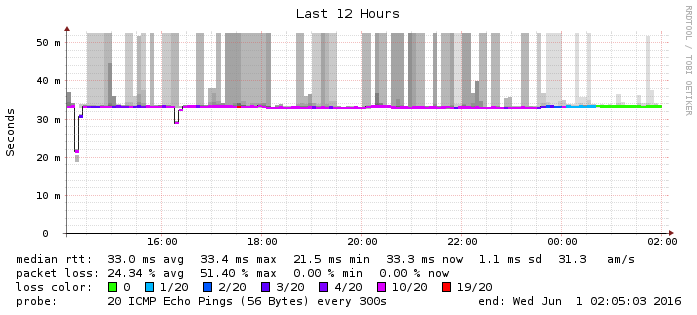 Last 12 Hours
RRDTOOL / TOBI OETIKER
Seconds
50 m
40 m
30 m
20 m
10 m
0
16:00 18:00 20:00 22:00 00:00 02:00
median rtt: 33.0 ms avg 33.4 ms max 21.5 ms min 33.3 ms now 1.1 ms sd 31.3 am/s
packet loss: 24.34 % avg 51.40 % max 0.00 % min 0.00 % now
loss color: 0 1/20 2/20 3/20 4/20 10/20 19/20
probe: 20 ICMP Echo Pings (56 Bytes) every 300s end: Wed Jun 1 02:05:03 2016